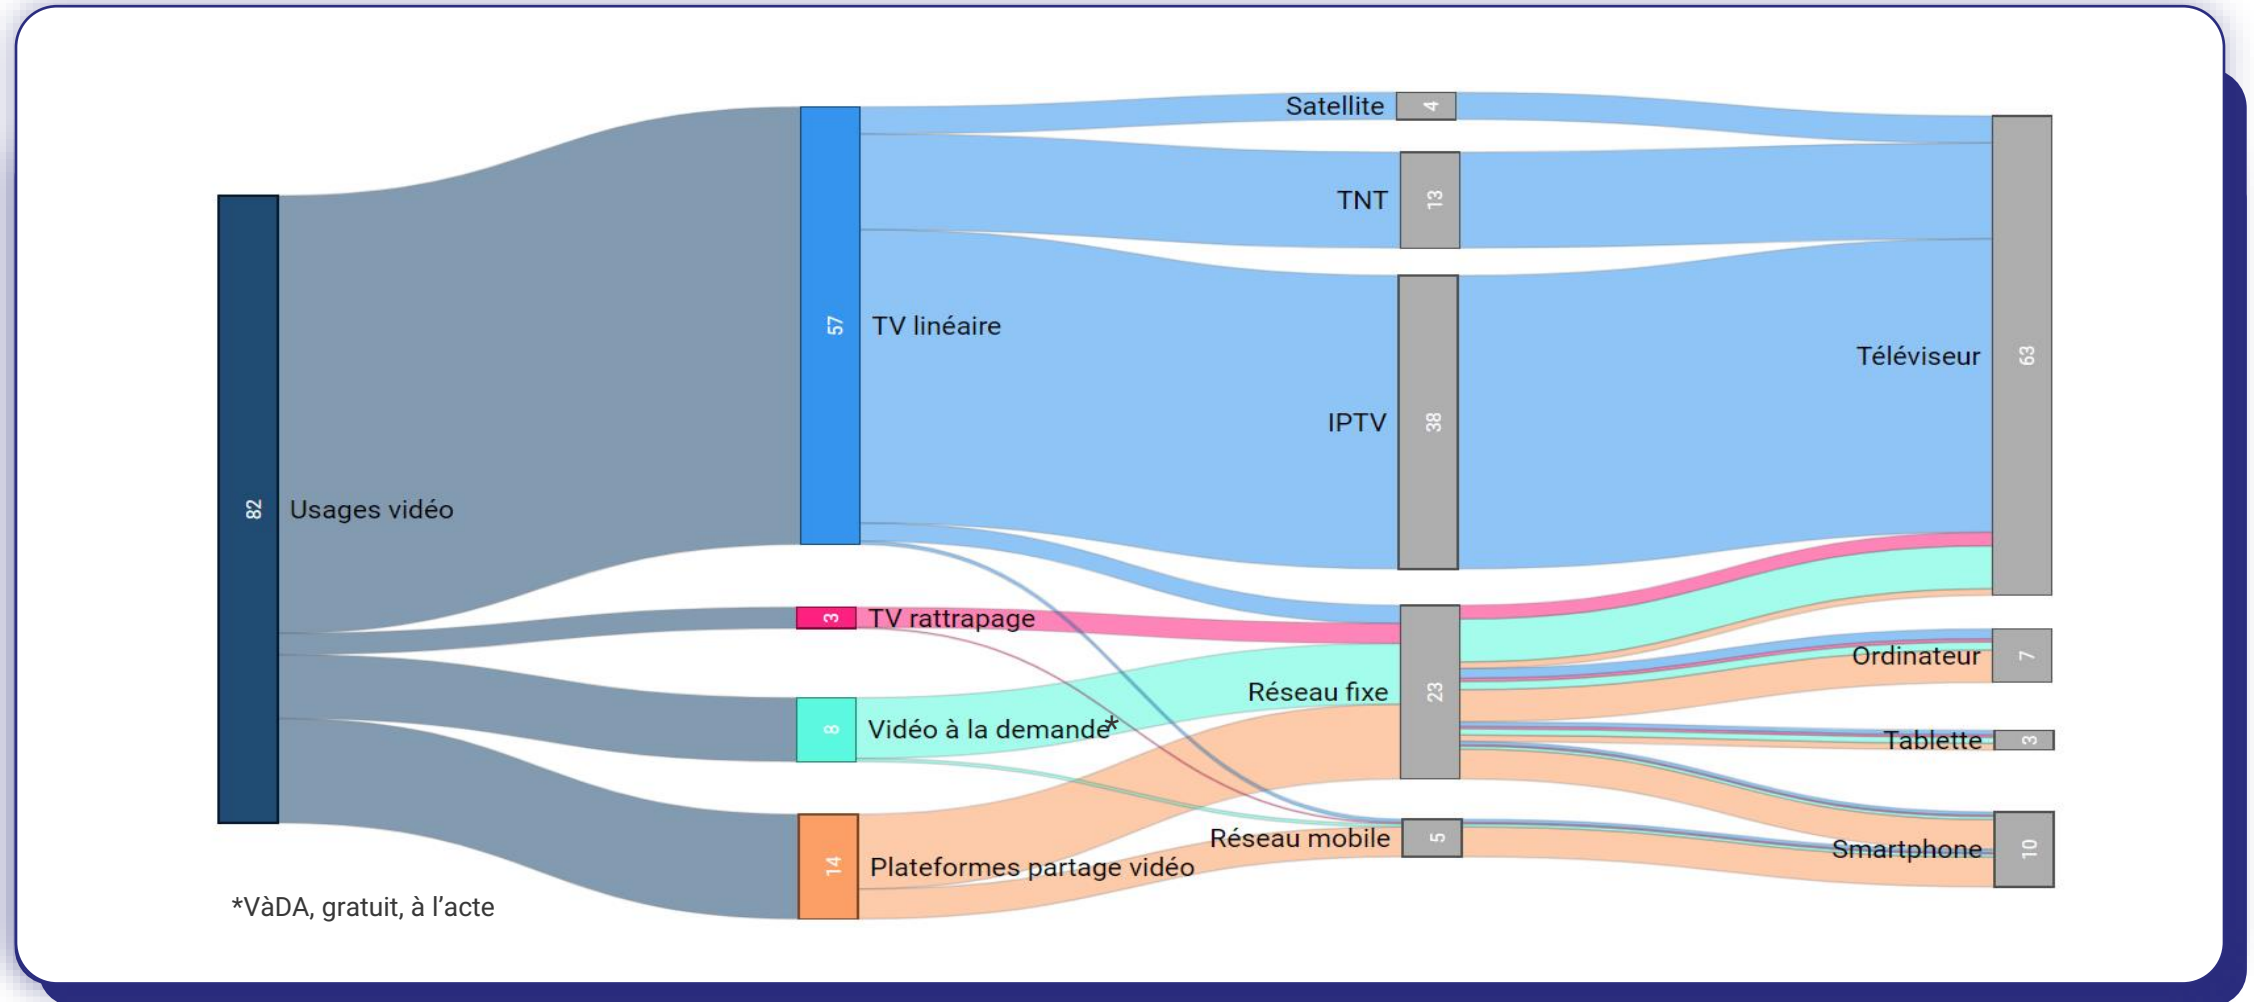 82
Usages vidéo
57
TV linéaire
3
TV rattrapage
8
Vidéo à la demande*
14
Plateformes partage vidéo
Satellite
4
TNT
13
IPTV
38
Réseau fixe
23
Réseau mobile
5
Téléviseur
63
Ordinateur
7
Tablette
3
Smartphone
10
*VàDA, gratuit, à l’acte